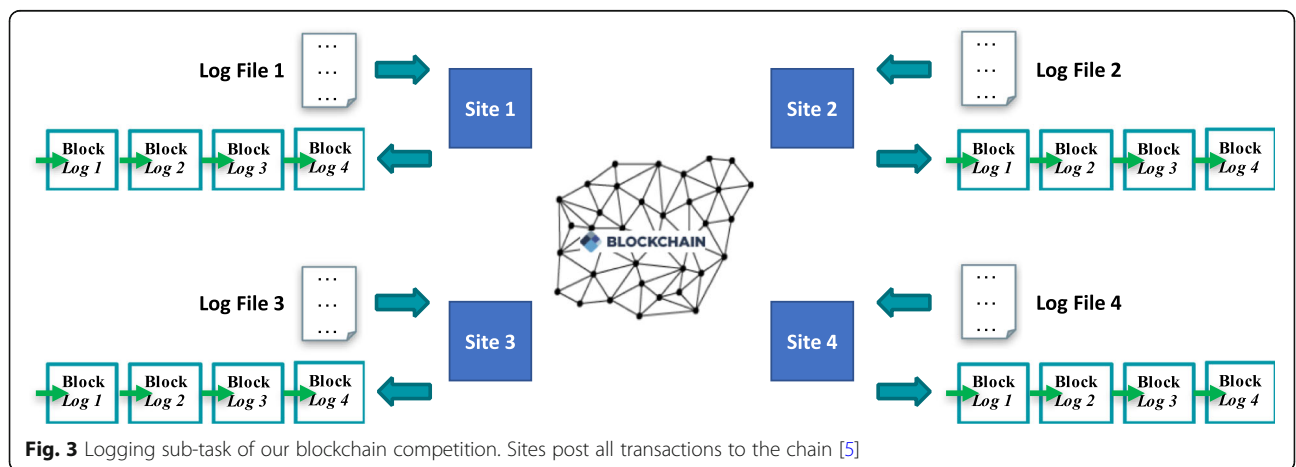 Log File 1
...
...
...
Site 1
Site 2
...
...
...
Log File 2
Block
Log 1
Block
Log 2
Block
Log 3
Block
Log 4
Block
Log 1
Block
Log 2
Block
Log 3
Block
Log 4
BLOCKCHAIN
Log File 3
...
...
...
Site 3
Site 4
...
...
...
Log File 4
Block
Log 1
Block
Log 2
Block
Log 3
Block
Log 4
Block
Log 1
Block
Log 2
Block
Log 3
Block
Log 4
Fig. 3 Logging sub-task of our blockchain competition. Sites post all transactions to the chain [5]